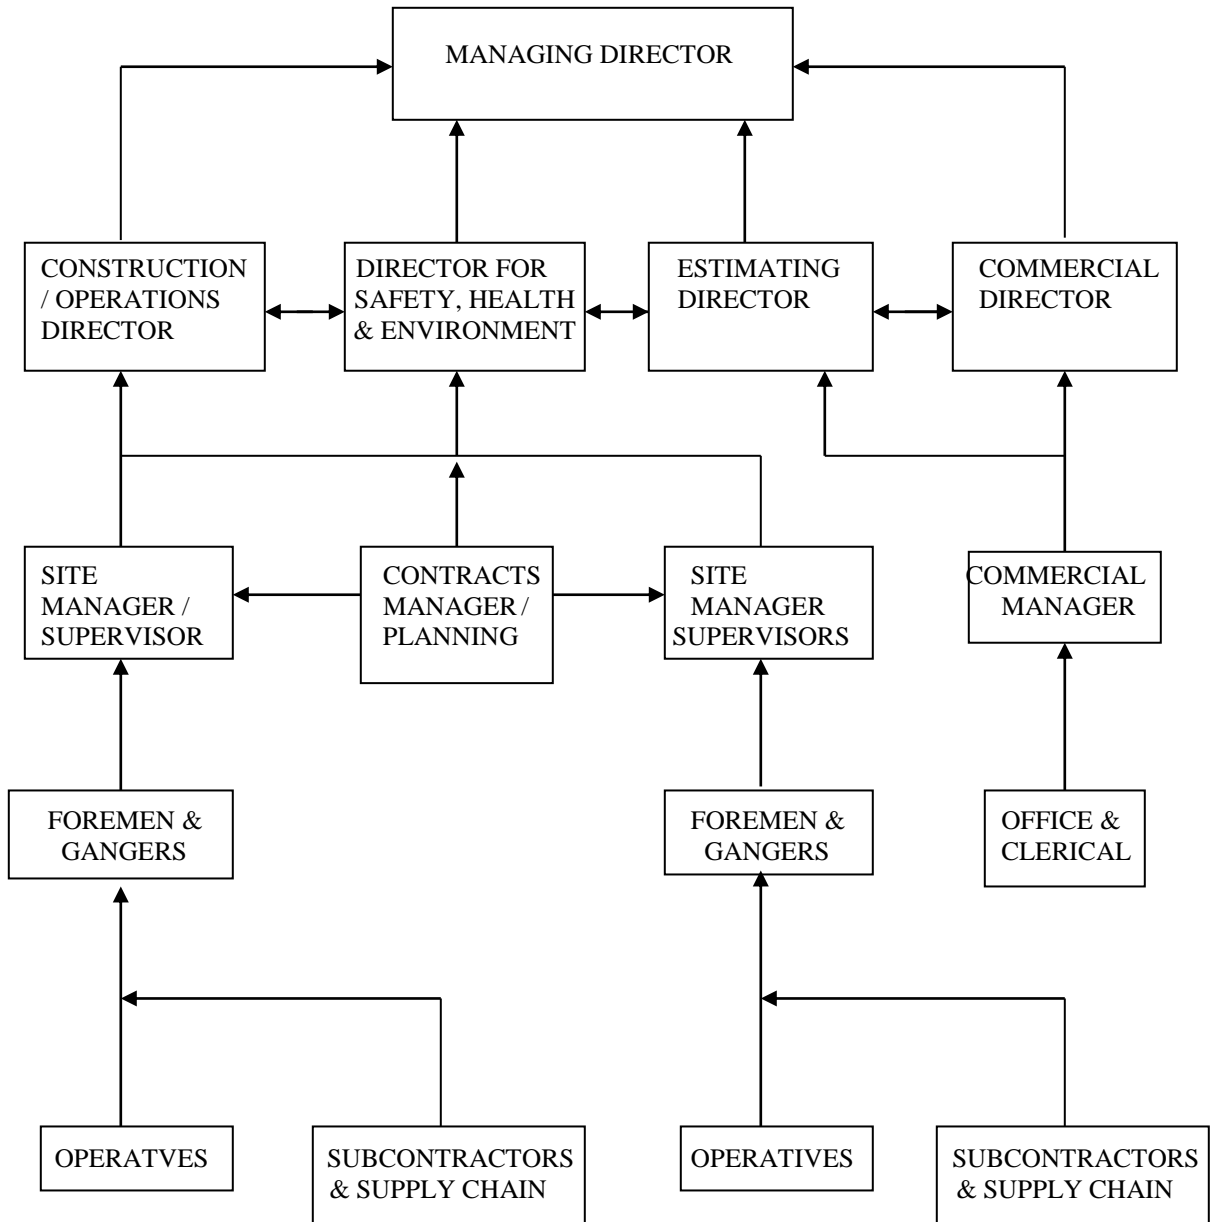 MANAGING DIRECTOR
CONSTRUCTION
/ OPERATIONS
DIRECTOR
DIRECTOR FOR
SAFETY, HEALTH
& ENVIRONMENT
ESTIMATING
DIRECTOR
COMMERCIAL
DIRECTOR
SITE
MANAGER /
SUPERVISOR
CONTRACTS
MANAGER /
PLANNING
SITE
MANAGER
SUPERVISORS
COMMERCIAL
MANAGER
FOREMEN &
GANGERS
FOREMEN &
GANGERS
OFFICE &
CLERICAL
OPERATVES
SUBCONTRACTORS
& SUPPLY CHAIN
OPERATIVES
SUBCONTRACTORS
& SUPPLY CHAIN